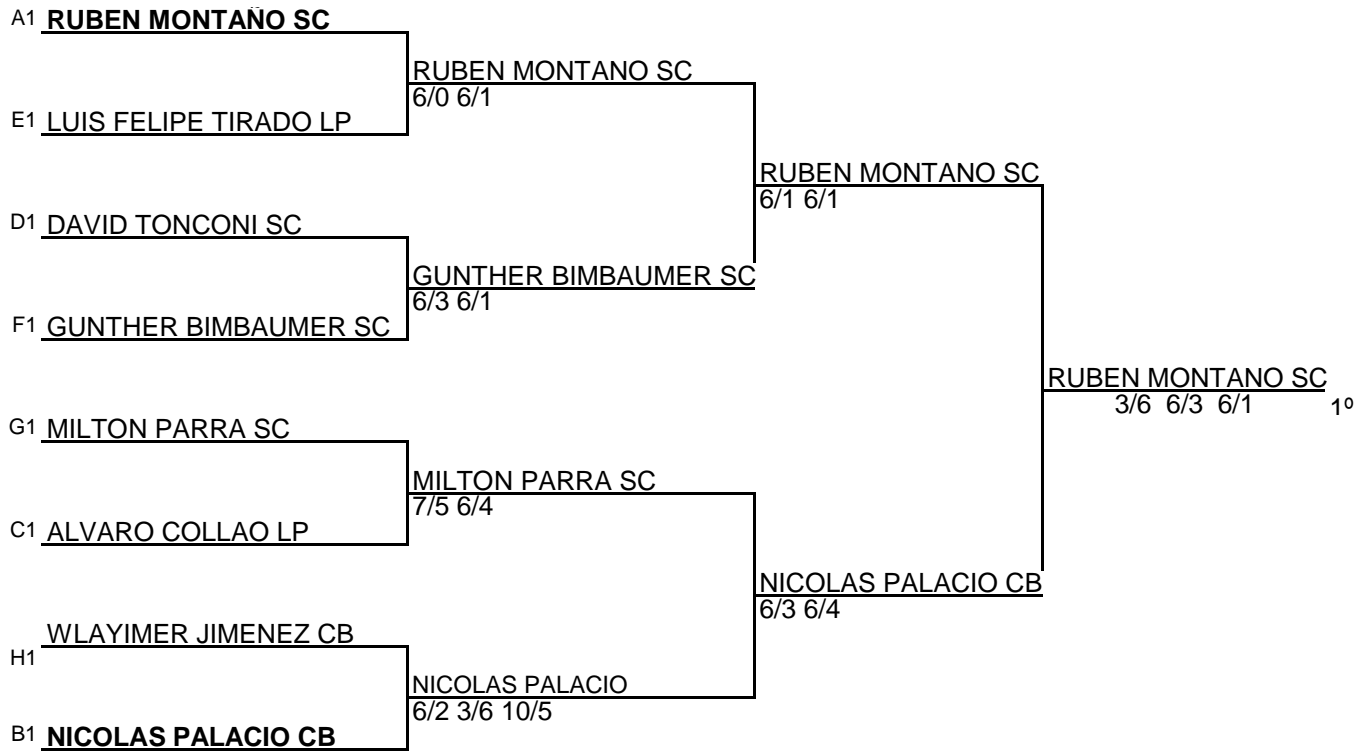 A1 RUBEN MONTAÑO SC
RUBEN MONTANO SC
6/0 6/1
E1 LUIS FELIPE TIRADO LP
RUBEN MONTANO SC
6/1 6/1
D1 DAVID TONCONI SC
GUNTHER BIMBAUMER SC
6/3 6/1
F1 GUNTHER BIMBAUMER SC
RUBEN MONTANO SC
3/6 6/3 6/1 1º
G1 MILTON PARRA SC
MILTON PARRA SC
7/5 6/4
C1 ALVARO COLLAO LP
NICOLAS PALACIO CB
6/3 6/4
WLAYIMER JIMENEZ CB
H1
NICOLAS PALACIO
6/2 3/6 10/5
B1 NICOLAS PALACIO CB